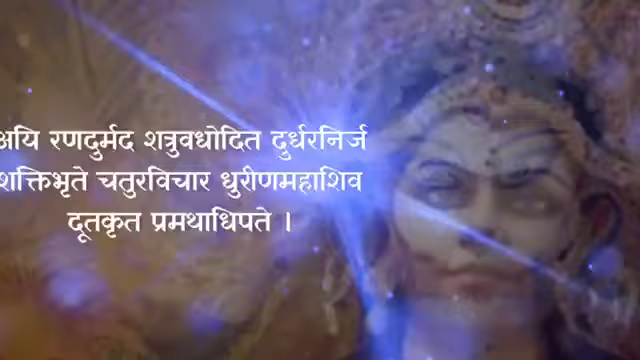 अयि रणदुर्मद शत्रुवधोदित दुर्धरनिर्ज
शक्तिभृते चतुरविचार धुरीणमहाशिव
दूतकृत प्रमथाधिपते ।